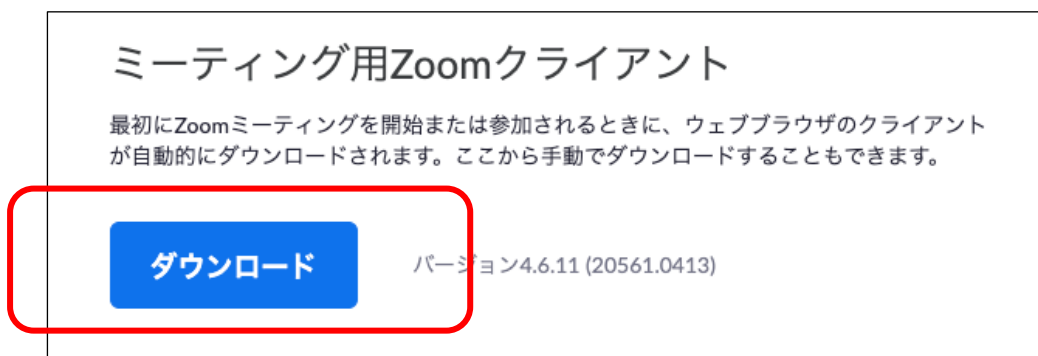 ミーティング用Zoomクライアント
最初にZoomミーティングを開始または参加されるときに、ウェブブラウザのクライアント
が自動的にダウンロードされます。ここから手動でダウンロードすることもできます。
ダウンロード
バージョン4.6.11 (20561.0413)